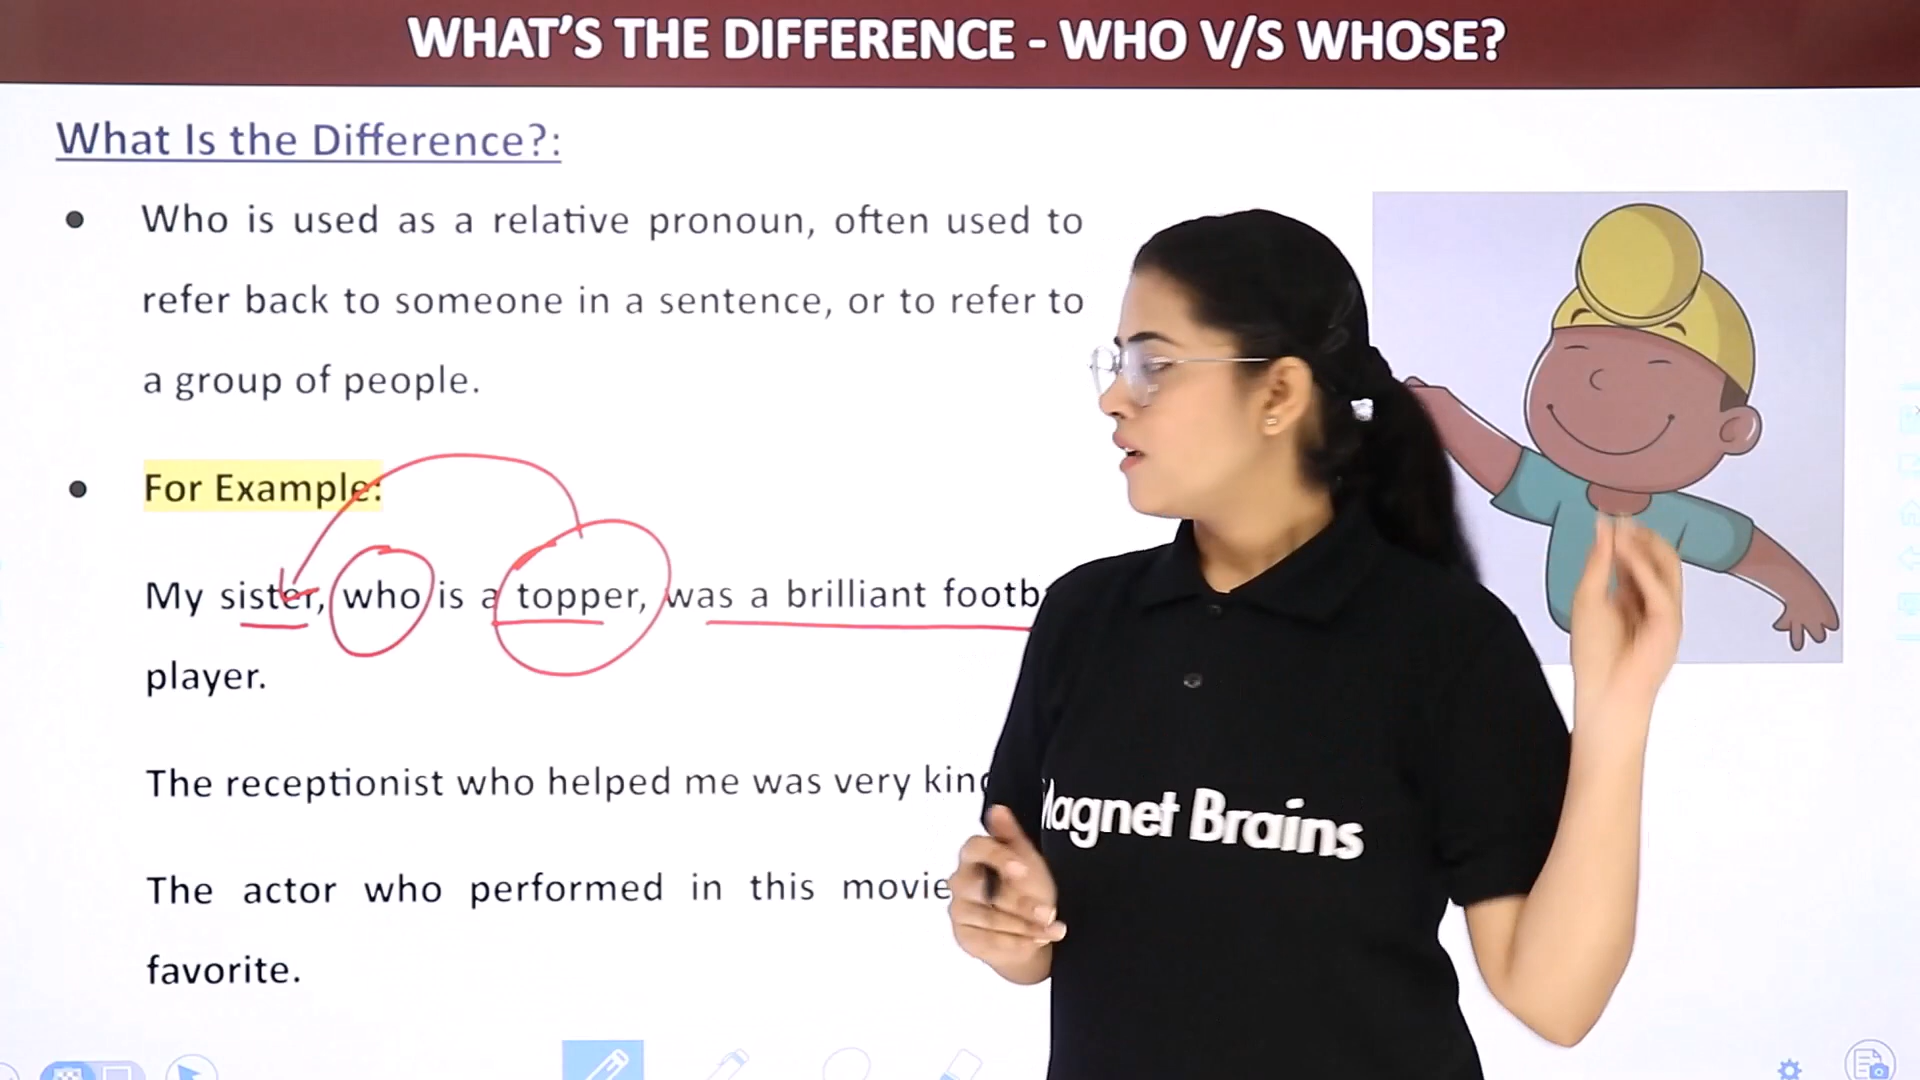 WHAT'S THE DIFFERENCE - WHO V/S WHOSE?
What Is the Difference?:
● Who is used as a relative pronoun, often used to
refer back to someone in a sentence, or to refer to
a group of people.
● For Example:
My sister, who is a topper, was a brilliant footb
player.
The receptionist who helped me was very kin
The actor who performed in this movie
favorite.
Magnet Brains